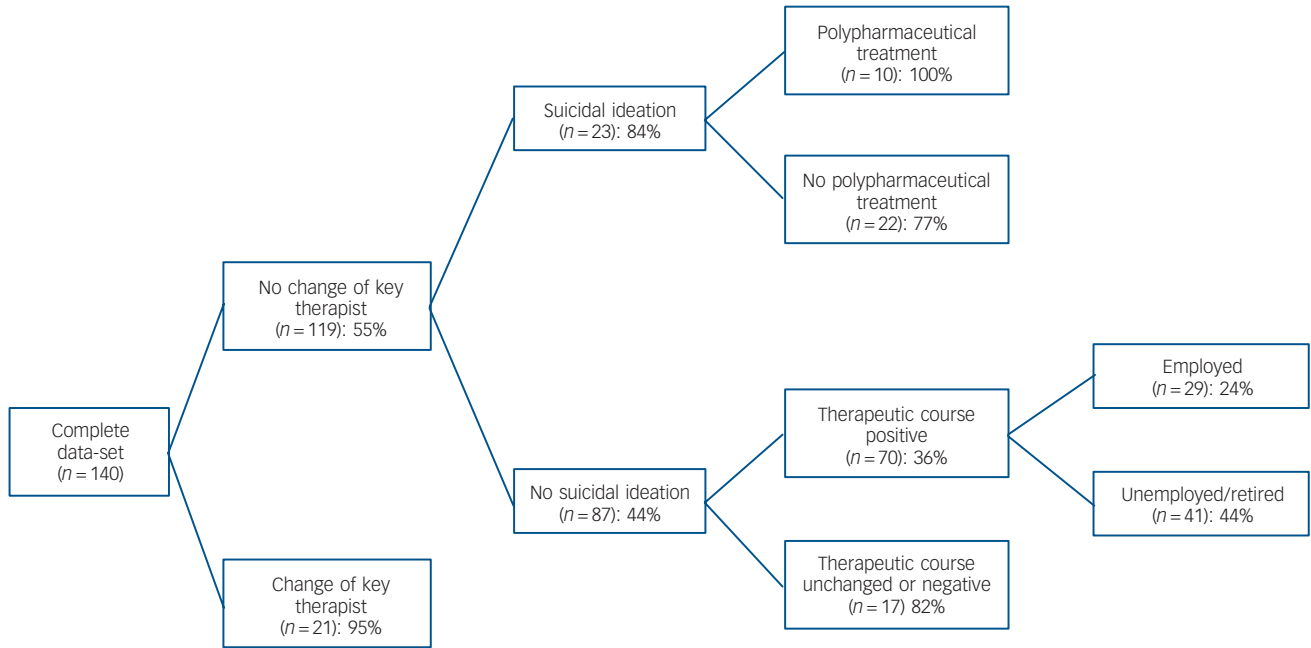 Complete
data-set
(n = 140)
No change of key
therapist
(n = 119): 55%
Change of key
therapist
(n = 21): 95%
Suicidal ideation
(n = 23): 84%
No suicidal ideation
(n = 87): 44%
Polypharmaceutical
treatment
(n = 10): 100%
No polypharmaceutical
treatment
(n = 22): 77%
Therapeutic course
positive
(n = 70): 36%
Therapeutic course
unchanged or negative
(n = 17) 82%
Employed
(n = 29): 24%
Unemployed/retired
(n = 41): 44%